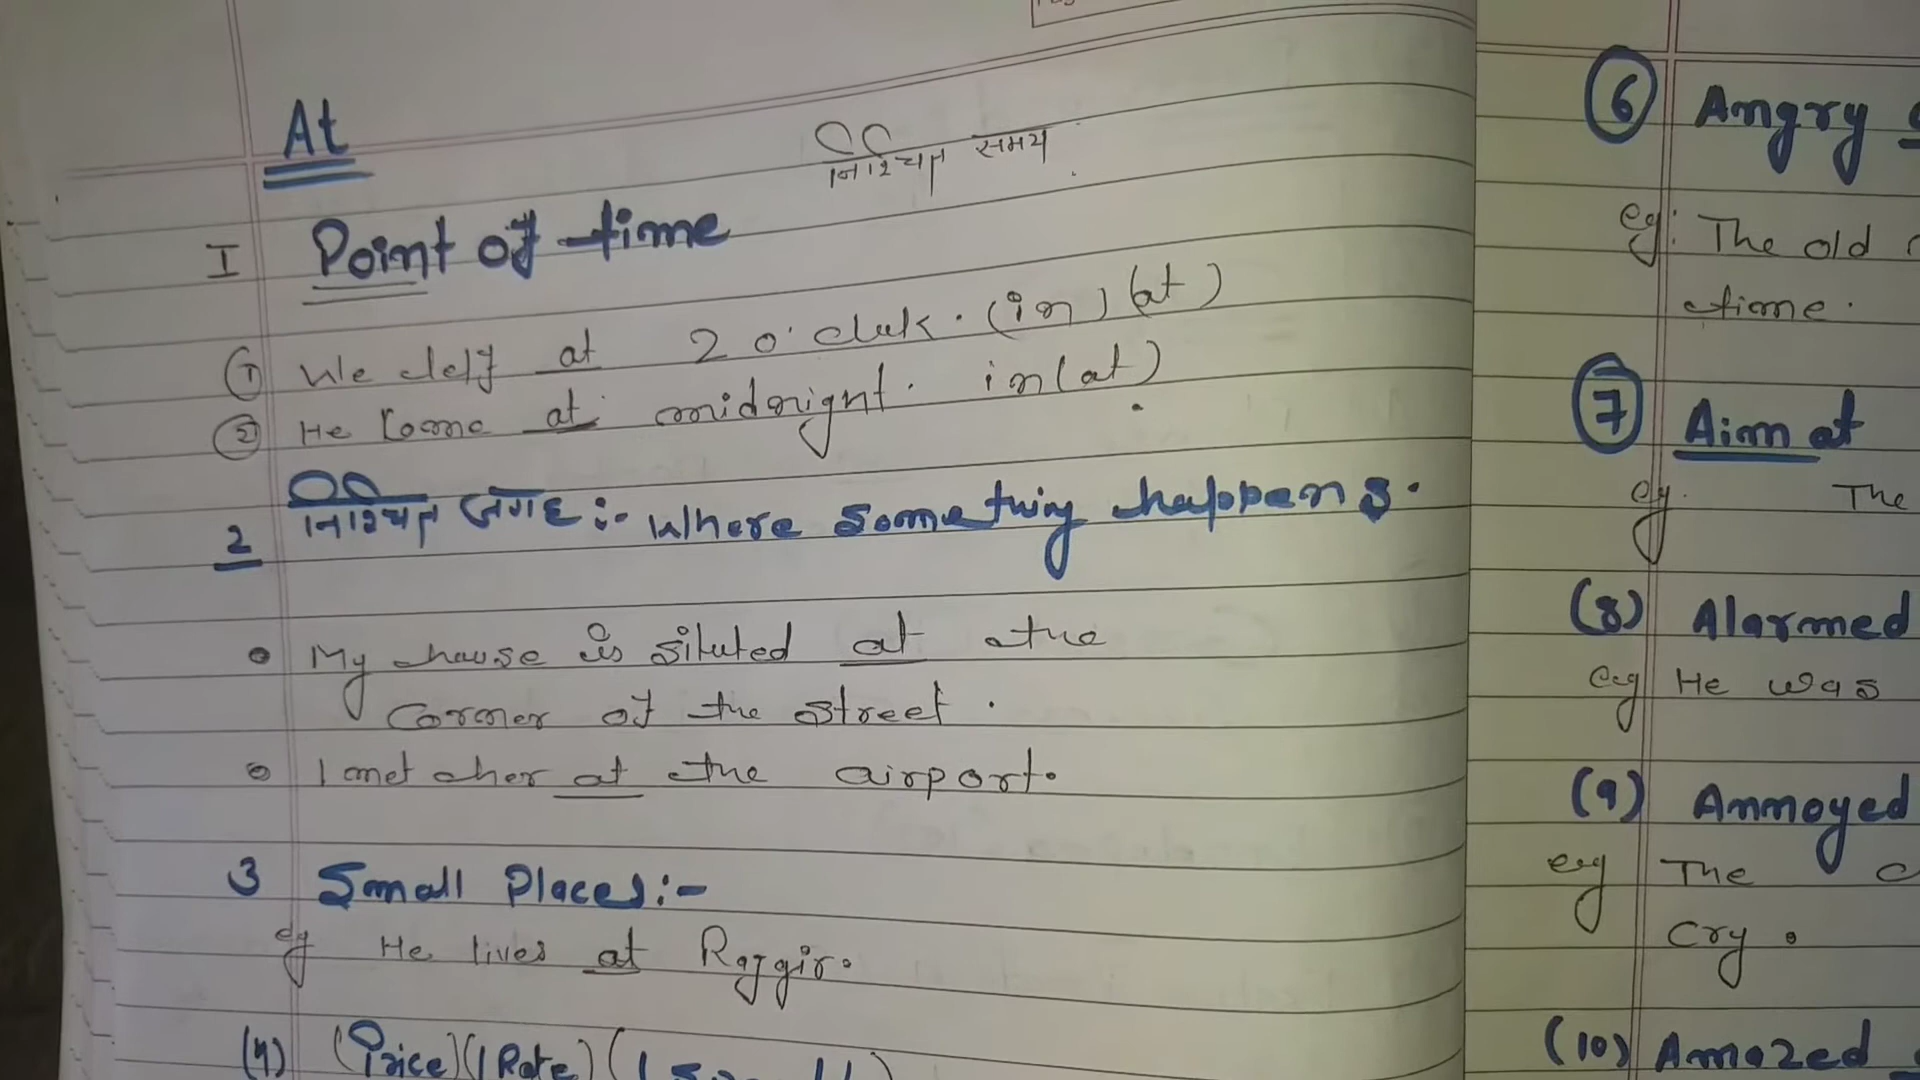 At
निश्चित समय
I Point of time
① We left at 2 o'clok. (in) (at)
② He Came at midnight. in (at)
2 निश्चित जगह :- Where Something happens.
• My house is situted at the
Corner of the Street.
• I met her at the airport.
3 Small Places :-
eg He lives at Rajgir.
(4) (Price) (Rate)
⑥ Angry
eg: The old
time.
⑦ Aim at
eg. The
(8) Alarmed
eg He was
(9) Annoyed
eg The
Cry.
(10) Amazed